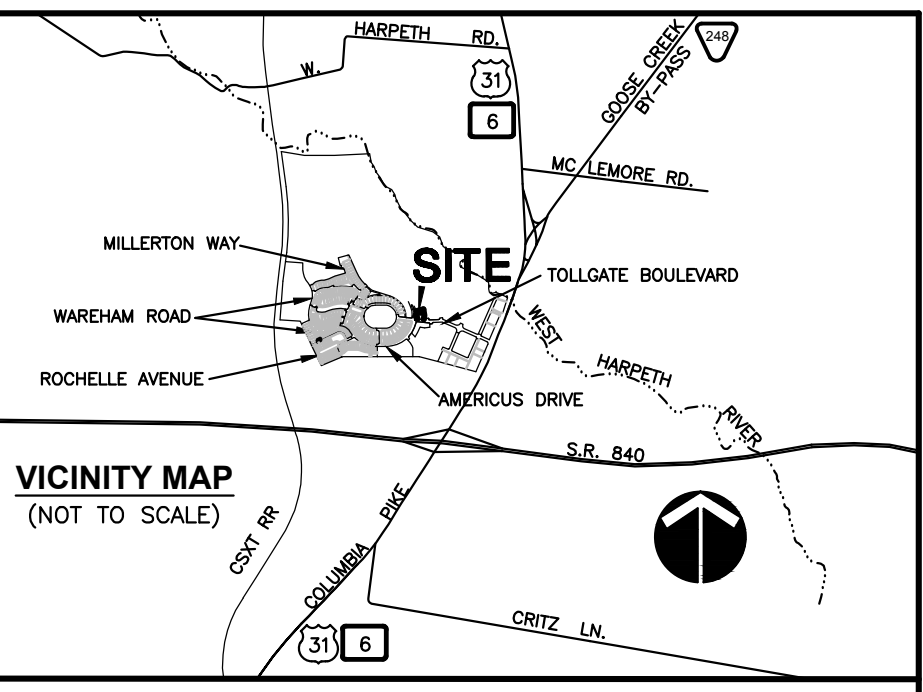 HARPETH RD.
W.
248
GOOSE CREEK
BY-PASS
31
6
MC LEMORE RD.
MILLERTON WAY
SITE
TOLLGATE BOULEVARD
WAREHAM ROAD
WEST
HARPETH
RIVER
ROCHELLE AVENUE
AMERICUS DRIVE
S.R. 840
VICINITY MAP
(NOT TO SCALE)
CSXT RR
COLUMBIA PIKE
CRITZ LN.
31
6